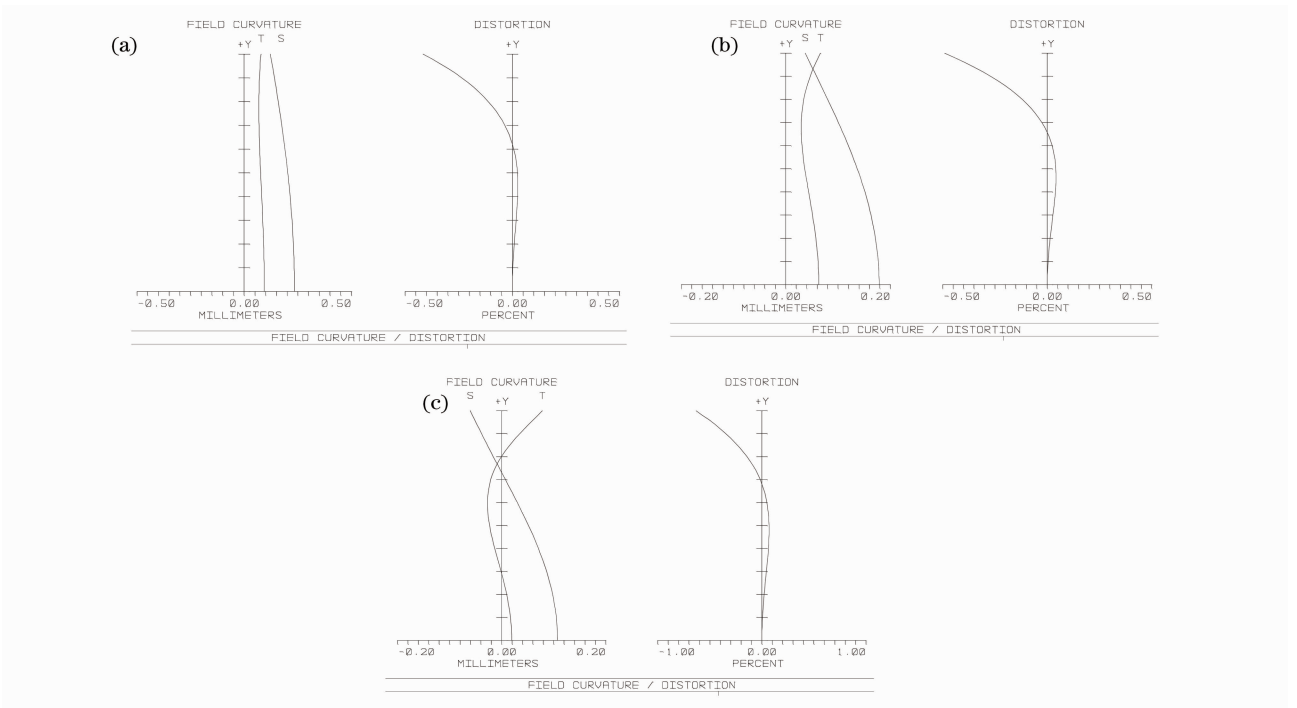 (a)
FIELD CURVATURE
T S
+Y
-0.50 0.00 0.50
MILLIMETERS
DISTORTION
+Y
-0.50 0.00 0.50
PERCENT
FIELD CURVATURE / DISTORTION
(b)
FIELD CURVATURE
S T
+Y
-0.20 0.00 0.20
MILLIMETERS
DISTORTION
+Y
-0.50 0.00 0.50
PERCENT
FIELD CURVATURE / DISTORTION
(c)
FIELD CURVATURE
S T
+Y
-0.20 0.00 0.20
MILLIMETERS
DISTORTION
+Y
-1.00 0.00 1.00
PERCENT
FIELD CURVATURE / DISTORTION